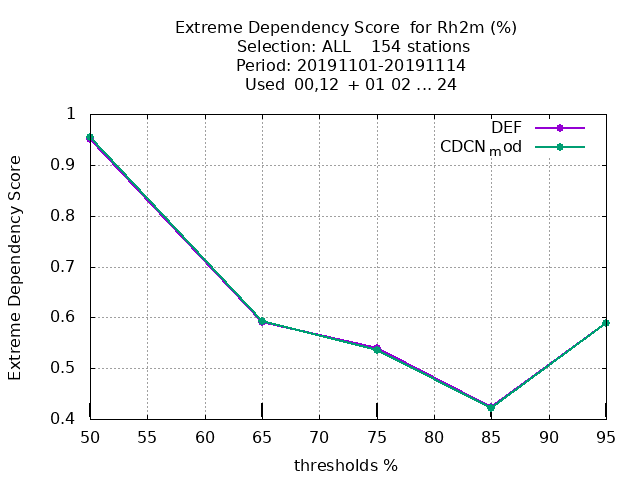 Extreme Dependency Score  for Rh2m (%)
Selection: ALL    154 stations
Period: 20191101-20191114
Used  00,12  + 01 02 ... 24
DEF
CDCNmod
1
0.9
0.8
0.7
0.6
0.5
0.4
Extreme Dependency Score
50 55 60 65 70 75 80 85 90 95
thresholds %